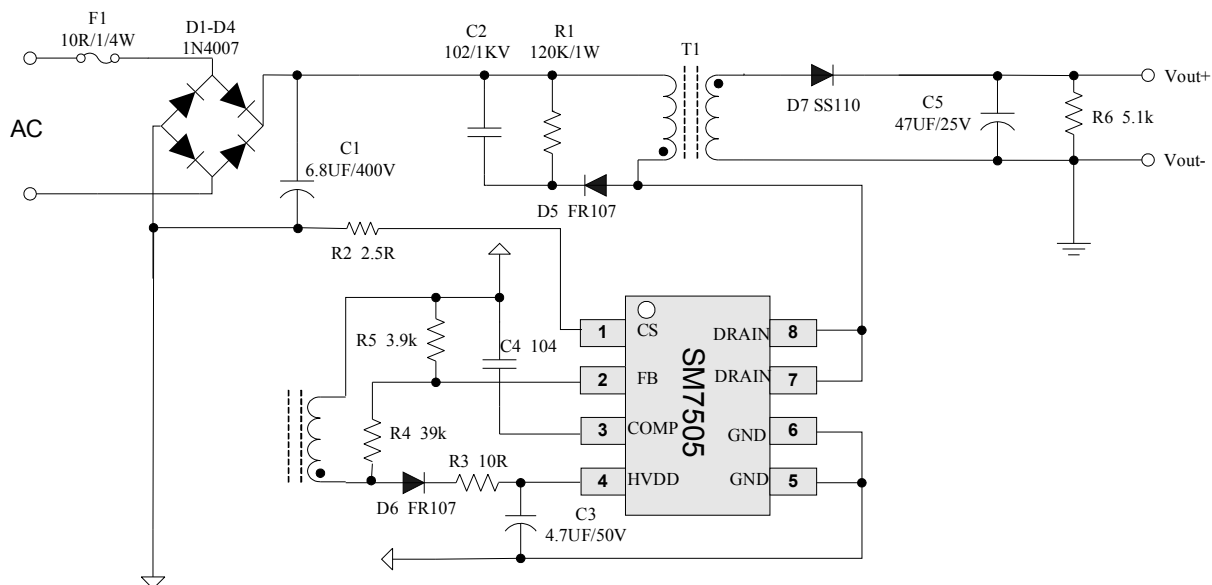 F1
10R/1/4W
D1-D4
1N4007
C2
102/1KV
R1
120K/1W
T1
D7 SS110
C5
47UF/25V
R6 5.1k
Vout+
Vout-
AC
C1
6.8UF/400V
D5 FR107
R2 2.5R
R5 3.9k
C4 104
R4 39k
R3 10R
D6 FR107
C3
4.7UF/50V
SM7505
1
CS
2
FB
3
COMP
4
HVDD
DRAIN
8
DRAIN
7
GND
6
GND
5